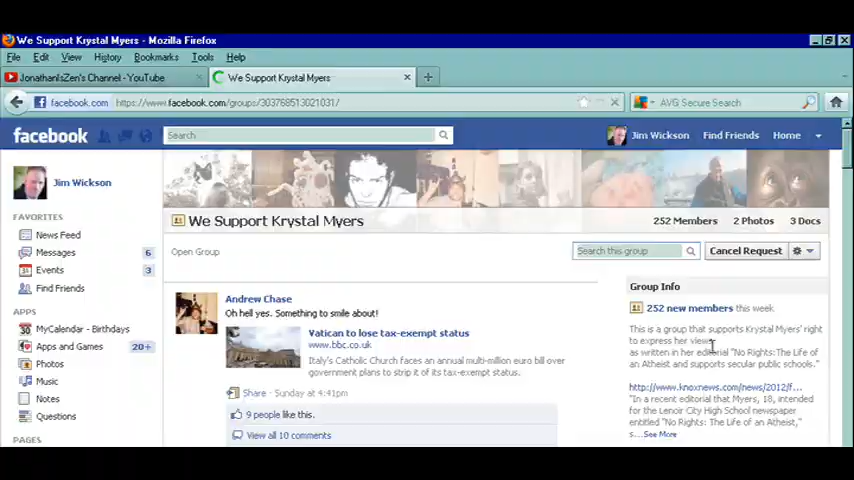 We Support Krystal Myers - Mozilla Firefox
File Edit View History Bookmarks Tools Help
JonathanIsZen's Channel - YouTube × We Support Krystal Myers × +
facebook.com https://www.facebook.com/groups/303768513021031/ AVG Secure Search
facebook Search Jim Wickson Find Friends Home
Jim Wickson
FAVORITES
News Feed
Messages 6
Events 3
Find Friends
APPS
MyCalendar - Birthdays
Apps and Games 20+
Photos
Music
Notes
Questions
PAGES
We Support Krystal Myers 252 Members 2 Photos 3 Docs
Open Group Search this group Cancel Request
Andrew Chase
Oh hell yes. Something to smile about!
Vatican to lose tax-exempt status
www.bbc.co.uk
Italy's Catholic Church faces an annual multi-million euro bill over
government plans to strip it of its tax-exempt status.
Share · Sunday at 4:41pm
9 people like this.
View all 10 comments
Group Info
252 new members this week
This is a group that supports Krystal Myers' right
to express her views
as written in her editorial "No Rights: The Life of
an Atheist and supports secular public schools."
http://www.knoxnews.com/news/2012/f...
"In a recent editorial that Myers, 18, intended
for the Lenoir City High School newspaper
entitled "No Rights: The Life of an Atheist,"
s...See More